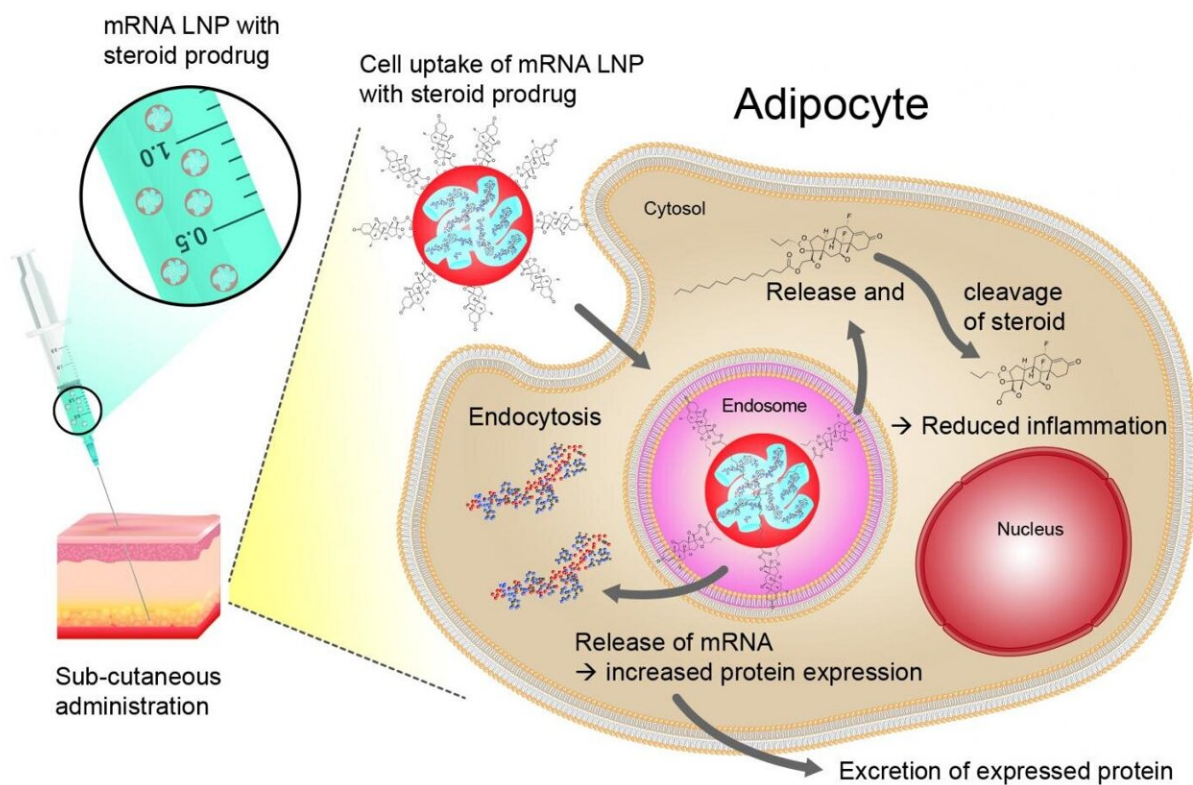 mRNA LNP with
steroid prodrug
1.0
0.5
Cell uptake of mRNA LNP
with steroid prodrug
Adipocyte
Cytosol
Release and
cleavage
of steroid
Endocytosis
Endosome
→ Reduced inflammation
Nucleus
Release of mRNA
→ increased protein expression
Sub-cutaneous
administration
Excretion of expressed protein